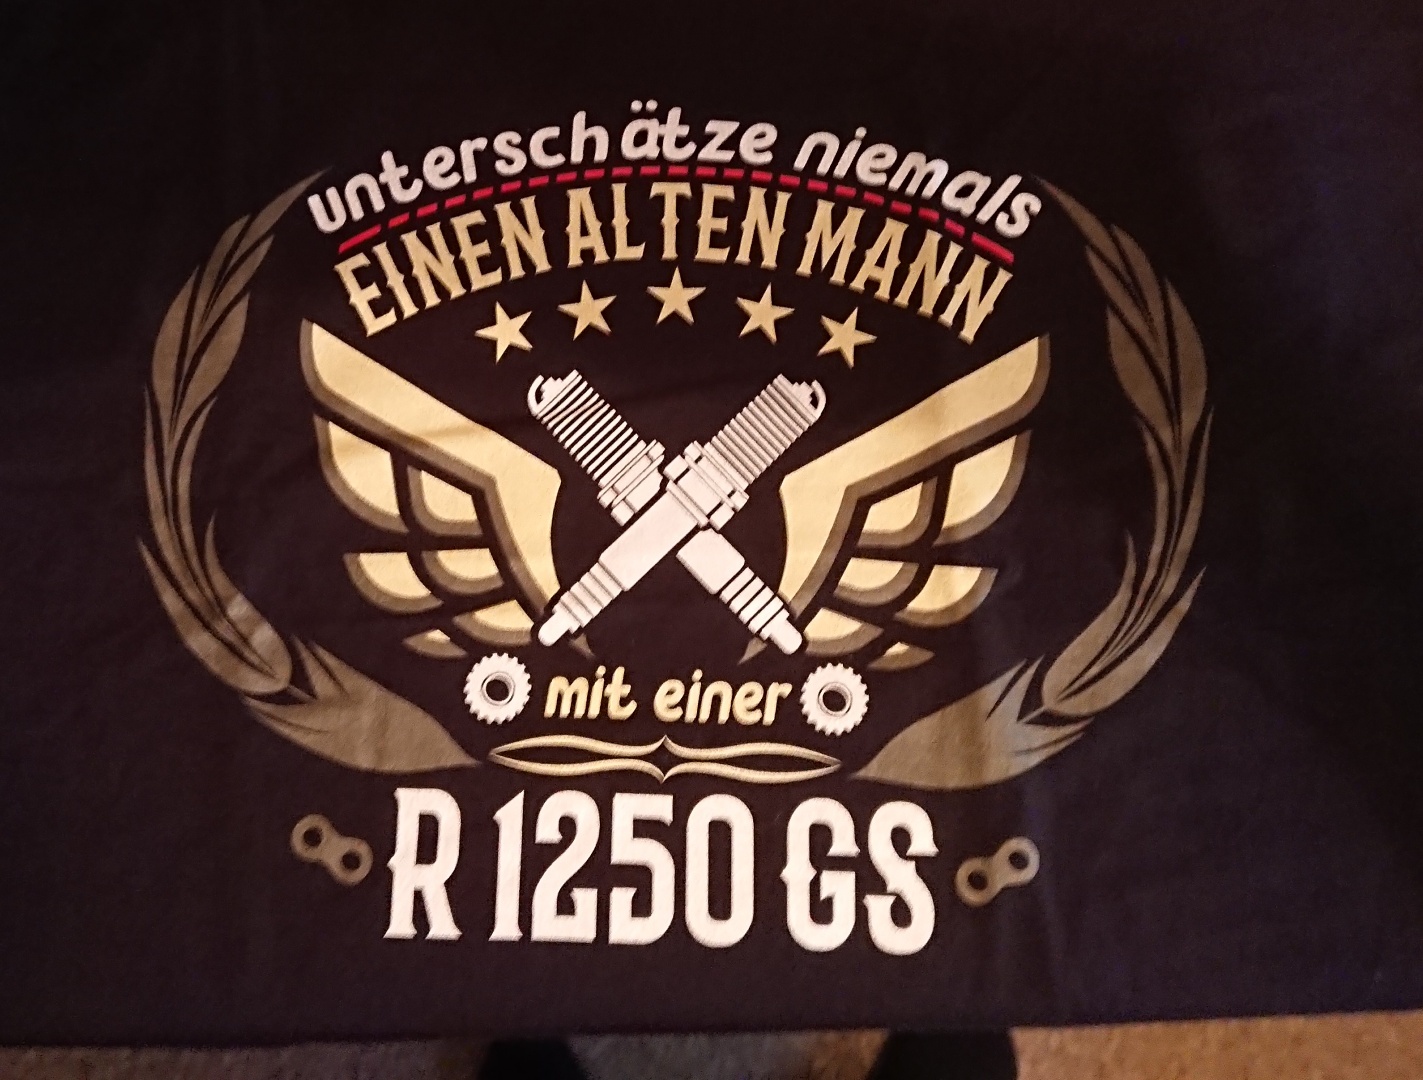 unterschätze niemals
EINEN ALTEN MANN
mit einer
R 1250 GS